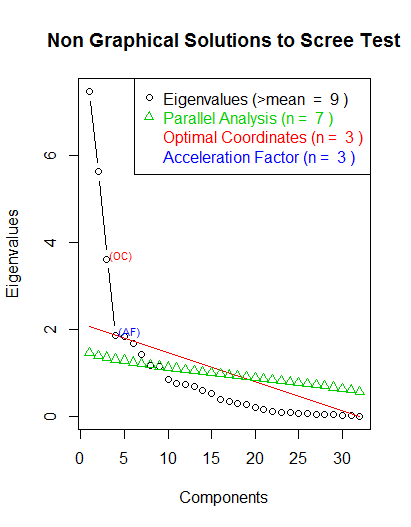 Non Graphical Solutions to Scree Test
Eigenvalues (>mean = 9 )
Parallel Analysis (n = 7 )
Optimal Coordinates (n = 3 )
Acceleration Factor (n = 3 )
(OC)
(AF)
Eigenvalues
6
4
2
0
0 5 10 15 20 25 30
Components